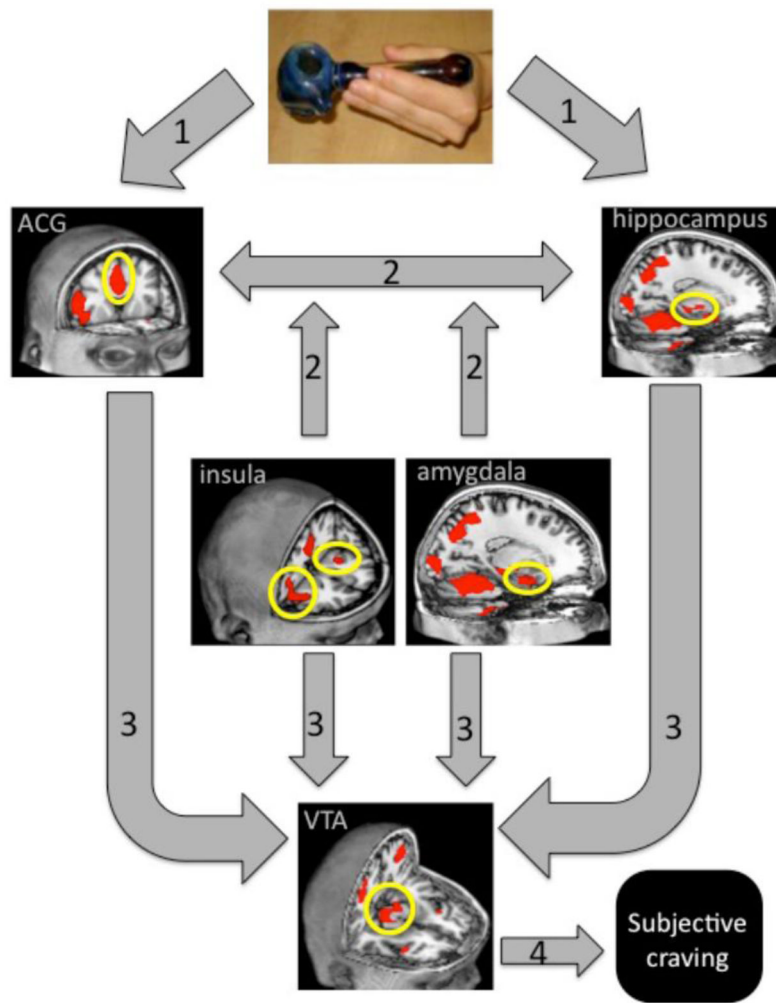 1
1
ACG
hippocampus
2
2
2
insula
amygdala
3
3
3
3
VTA
4
Subjective
craving